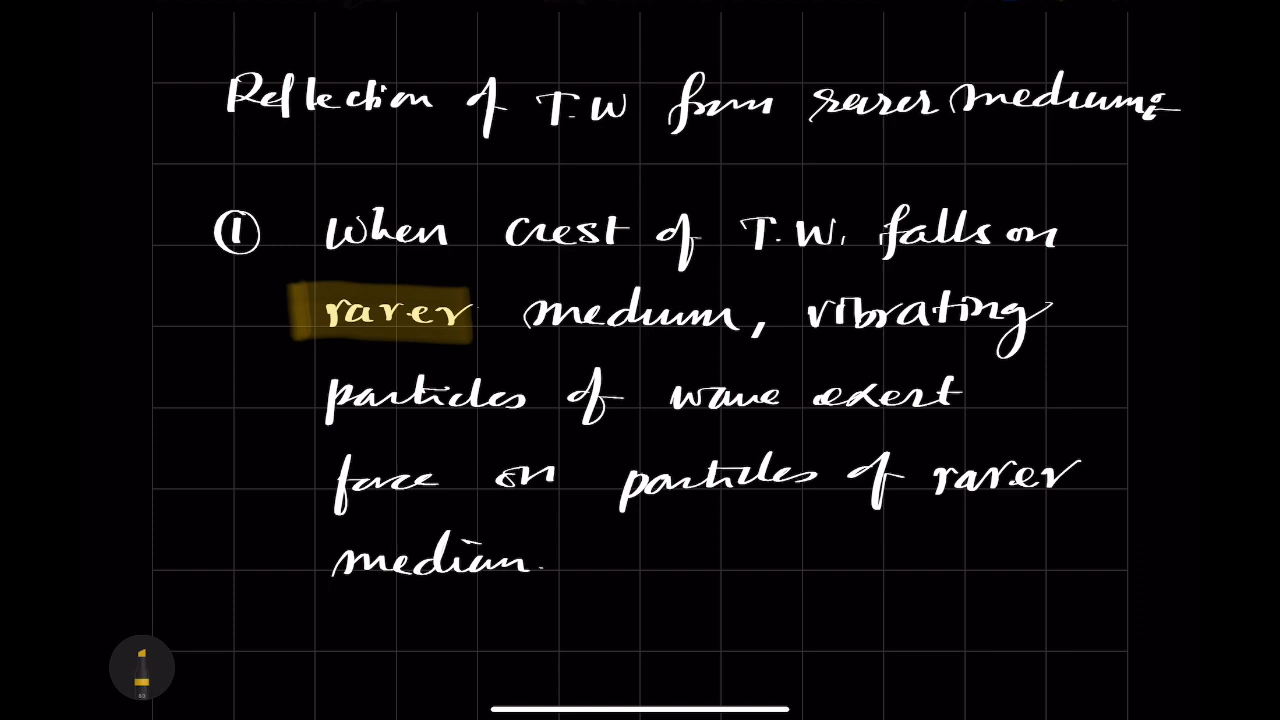 Reflection of T.W from rarer medium:
① When crest of T.W. falls on
rarer medium, vibrating
particles of wave exert
force on particles of rarer
medium.